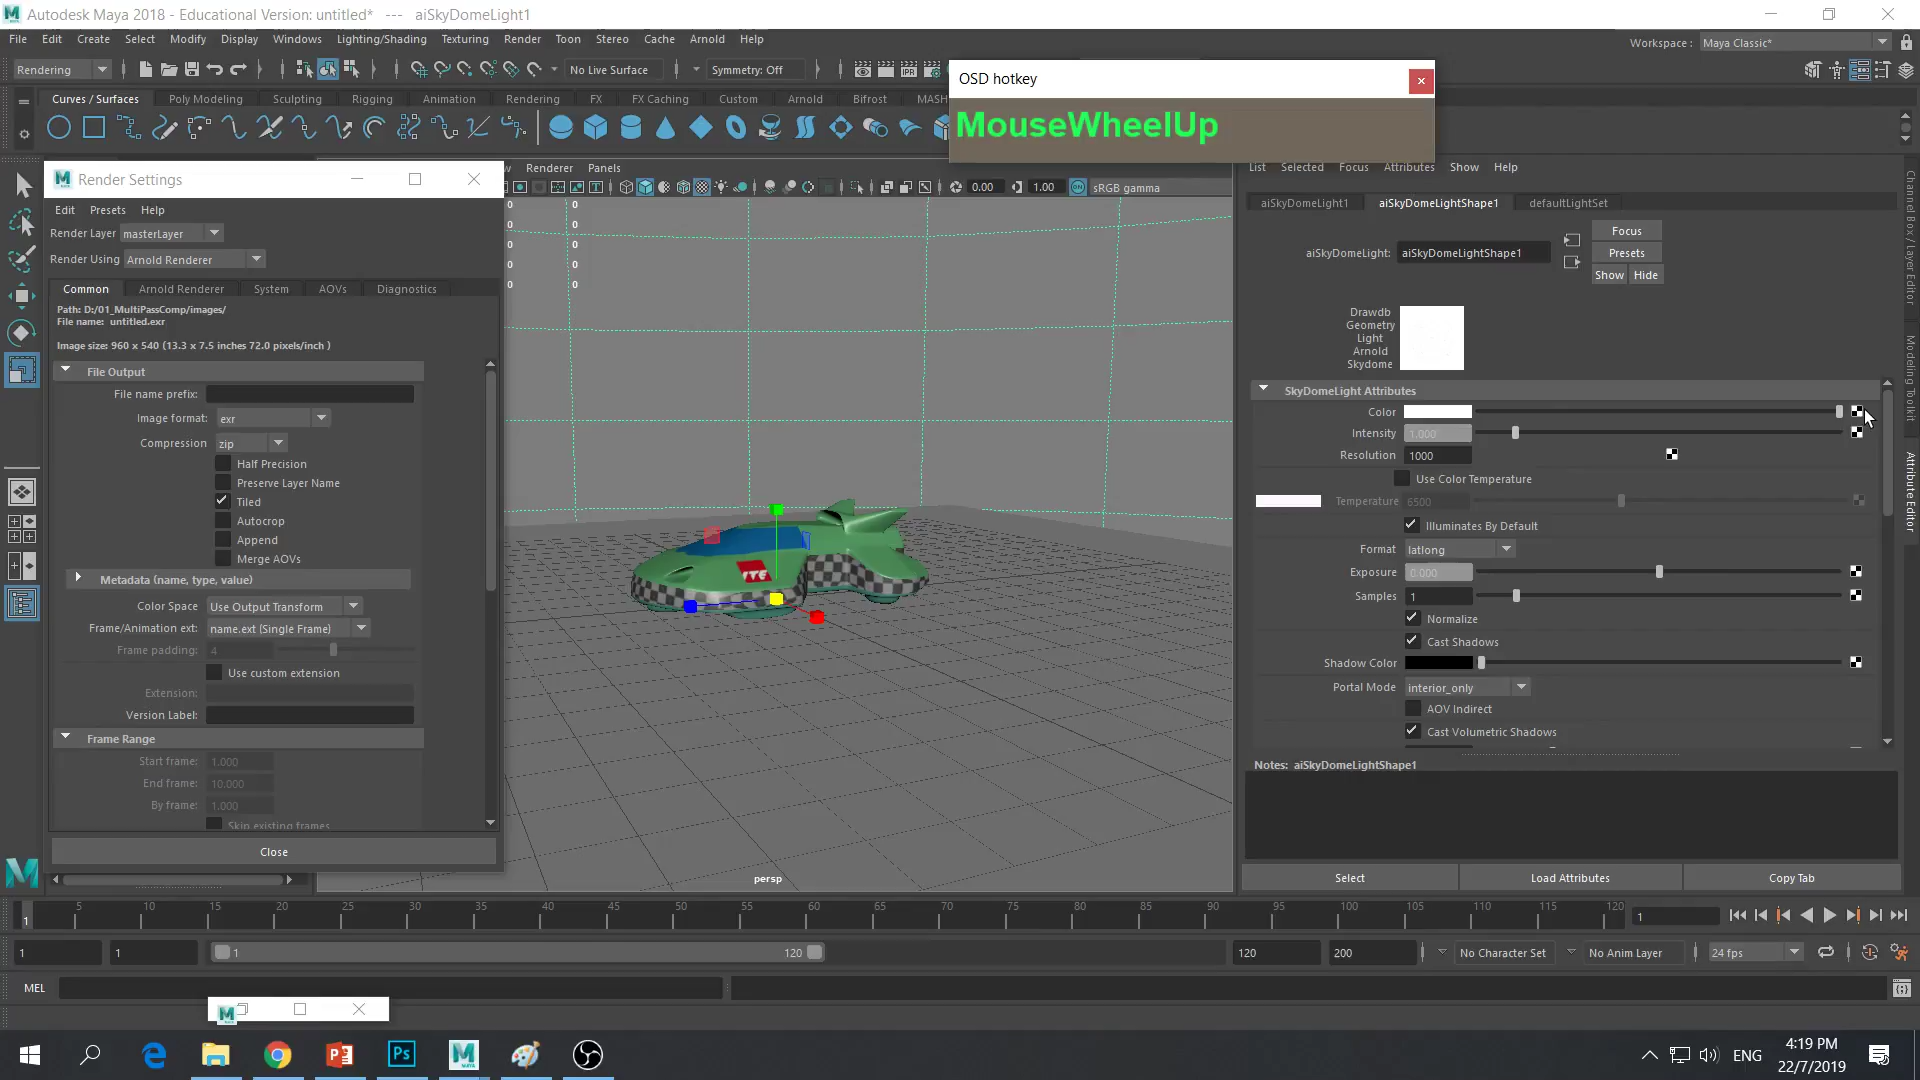 Autodesk Maya 2018 - Educational Version: untitled* --- aiSkyDomeLight1
File Edit Create Select Modify Display Windows Lighting/Shading Texturing Render Toon Stereo Cache Arnold Help
Workspace : Maya Classic*
Rendering No Live Surface Symmetry: Off
OSD hotkey
MouseWheelUp
Curves / Surfaces Poly Modeling Sculpting Rigging Animation Rendering FX FX Caching Custom Arnold Bifrost MASH
IPR
Render Settings
Renderer Panels
List Selected Focus Attributes Show Help
0.00 1.00 ON sRGB gamma
Edit Presets Help
Render Layer masterLayer
Render Using Arnold Renderer
Common Arnold Renderer System AOVs Diagnostics
Path: D:/01_MultiPassComp/images/
File name: untitled.exr
Image size: 960 x 540 (13.3 x 7.5 inches 72.0 pixels/inch )
File Output
File name prefix:
Image format: exr
Compression zip
Half Precision
Preserve Layer Name
Tiled
Autocrop
Append
Merge AOVs
Metadata (name, type, value)
Color Space Use Output Transform
Frame/Animation ext: name.ext (Single Frame)
Frame padding: 4
Use custom extension
Extension:
Version Label:
Frame Range
Start frame: 1.000
End frame: 10.000
By frame: 1.000
Skip existing frames
Close
0 0
0 0
0 0
0 0
0 0
ITE
persp
aiSkyDomeLight1 aiSkyDomeLightShape1 defaultLightSet
aiSkyDomeLight: aiSkyDomeLightShape1
Focus
Presets
Show Hide
Drawdb
Geometry
Light
Arnold
Skydome
SkyDomeLight Attributes
Color
Intensity 1.000
Resolution 1000
Use Color Temperature
Temperature 6500
Illuminates By Default
Format latlong
Exposure 0.000
Samples 1
Normalize
Cast Shadows
Shadow Color
Portal Mode interior_only
AOV Indirect
Cast Volumetric Shadows
Notes: aiSkyDomeLightShape1
Select Load Attributes Copy Tab
Channel Box / Layer Editor
Modeling Toolkit
Attribute Editor
1 5 10 15 20 25 30 35 40 45 50 55 60 65 70 75 80 85 90 95 100 105 110 115 120 1
1 1 1 120 120 200 No Character Set No Anim Layer 24 fps
MEL
ENG
4:19 PM
22/7/2019